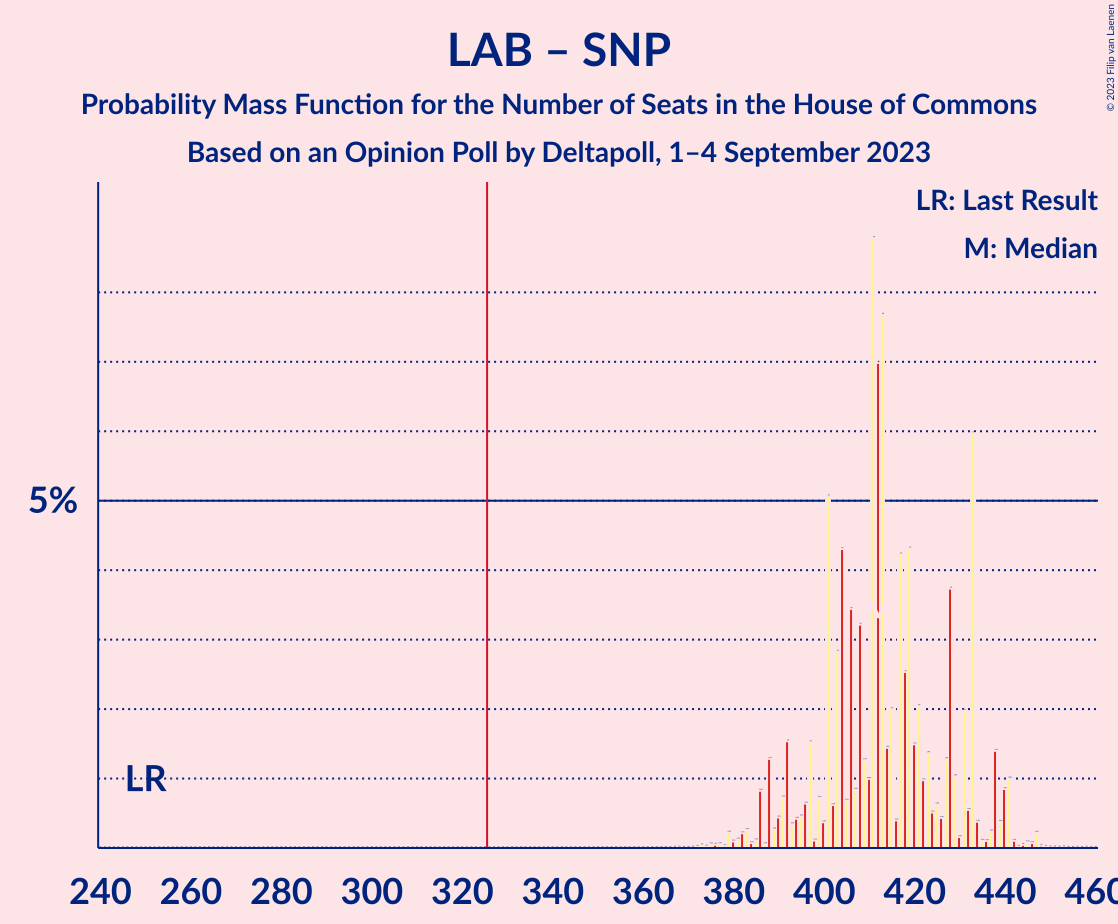 LAB – SNP
Probability Mass Function for the Number of Seats in the House of Commons
Based on an Opinion Poll by Deltapoll, 1–4 September 2023
© 2023 Filip van Laenen
LR: Last Result
M: Median
5%
LR
240 260 280 300 320 340 360 380 400 420 440 460